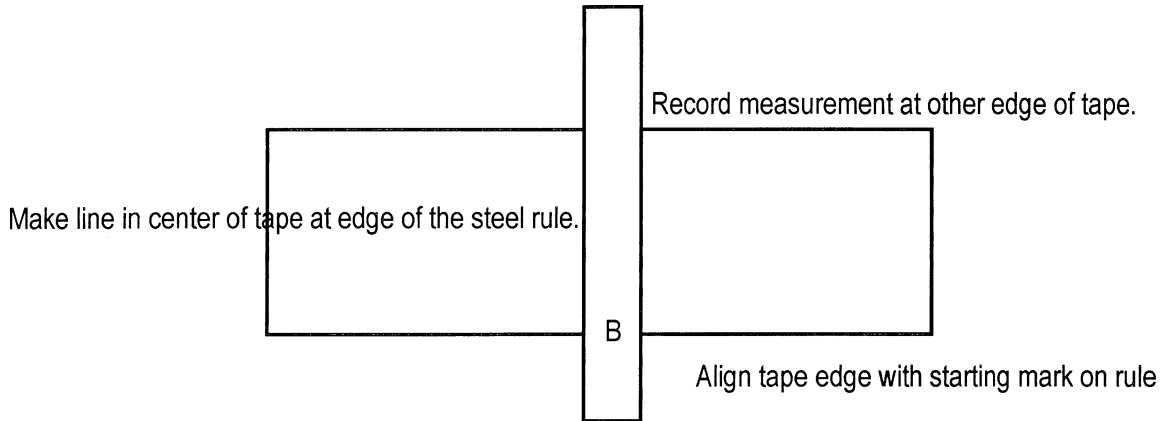 Record measurement at other edge of tape.
Make line in center of tape at edge of the steel rule.
B
Align tape edge with starting mark on rule